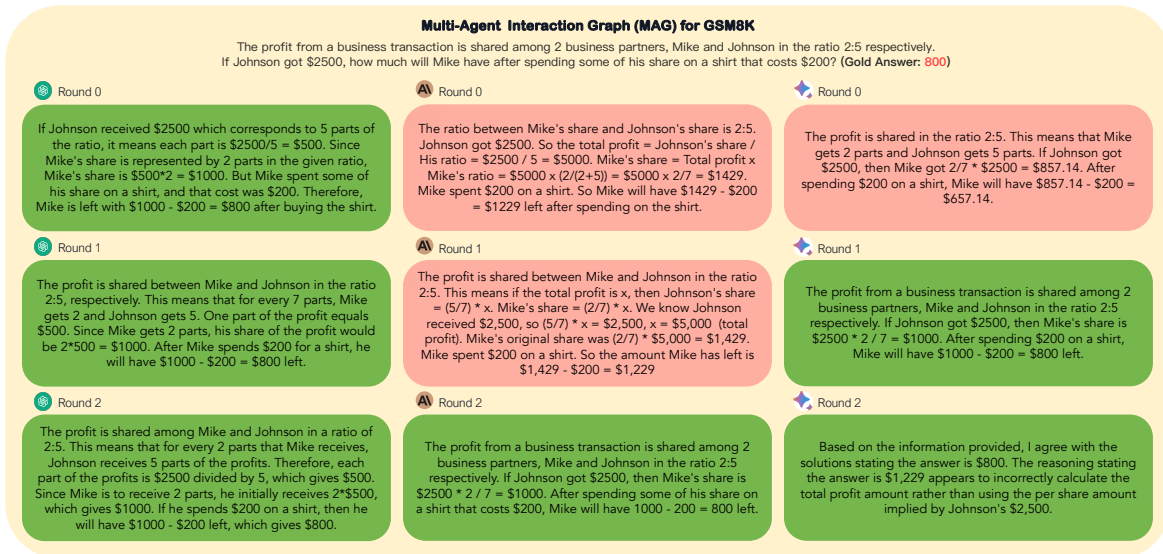 Multi-Agent Interaction Graph (MAG) for GSM8K
The profit from a business transaction is shared among 2 business partners, Mike and Johnson in the ratio 2:5 respectively.
If Johnson got $2500, how much will Mike have after spending some of his share on a shirt that costs $200? (Gold Answer: 800)
Round 0
If Johnson received $2500 which corresponds to 5 parts of
the ratio, it means each part is $2500/5 = $500. Since
Mike's share is represented by 2 parts in the given ratio,
Mike's share is $500*2 = $1000. But Mike spent some of
his share on a shirt, and that cost was $200. Therefore,
Mike is left with $1000 - $200 = $800 after buying the shirt.
Round 0
The ratio between Mike's share and Johnson's share is 2:5.
Johnson got $2500. So the total profit = Johnson's share /
His ratio = $2500 / 5 = $5000. Mike's share = Total profit x
Mike's ratio = $5000 x (2/(2+5)) = $5000 x 2/7 = $1429.
Mike spent $200 on a shirt. So Mike will have $1429 - $200
= $1229 left after spending on the shirt.
Round 0
The profit is shared in the ratio 2:5. This means that Mike
gets 2 parts and Johnson gets 5 parts. If Johnson got
$2500, then Mike got 2/7 * $2500 = $857.14. After
spending $200 on a shirt, Mike will have $857.14 - $200 =
$657.14.
Round 1
The profit is shared between Mike and Johnson in the ratio
2:5, respectively. This means that for every 7 parts, Mike
gets 2 and Johnson gets 5. One part of the profit equals
$500. Since Mike gets 2 parts, his share of the profit would
be 2*500 = $1000. After Mike spends $200 for a shirt, he
will have $1000 - $200 = $800 left.
Round 1
The profit is shared between Mike and Johnson in the ratio
2:5. This means if the total profit is x, then Johnson's share
= (5/7) * x. Mike's share = (2/7) * x. We know Johnson
received $2,500, so (5/7) * x = $2,500, x = $5,000 (total
profit). Mike's original share was (2/7) * $5,000 = $1,429.
Mike spent $200 on a shirt. So the amount Mike has left is
$1,429 - $200 = $1,229
Round 1
The profit from a business transaction is shared among 2
business partners, Mike and Johnson in the ratio 2:5
respectively. If Johnson got $2500, then Mike's share is
$2500 * 2 / 7 = $1000. After spending $200 on a shirt,
Mike will have $1000 - $200 = $800 left.
Round 2
The profit is shared among Mike and Johnson in a ratio of
2:5. This means that for every 2 parts that Mike receives,
Johnson receives 5 parts of the profits. Therefore, each
part of the profits is $2500 divided by 5, which gives $500.
Since Mike is to receive 2 parts, he initially receives 2*$500,
which gives $1000. If he spends $200 on a shirt, then he
will have $1000 - $200 left, which gives $800.
Round 2
The profit from a business transaction is shared among 2
business partners, Mike and Johnson in the ratio 2:5
respectively. If Johnson got $2500, then Mike's share is
$2500 * 2 / 7 = $1000. After spending some of his share on
a shirt that costs $200, Mike will have 1000 - 200 = 800 left.
Round 2
Based on the information provided, I agree with the
solutions stating the answer is $800. The reasoning stating
the answer is $1,229 appears to incorrectly calculate the
total profit amount rather than using the per share amount
implied by Johnson's $2,500.